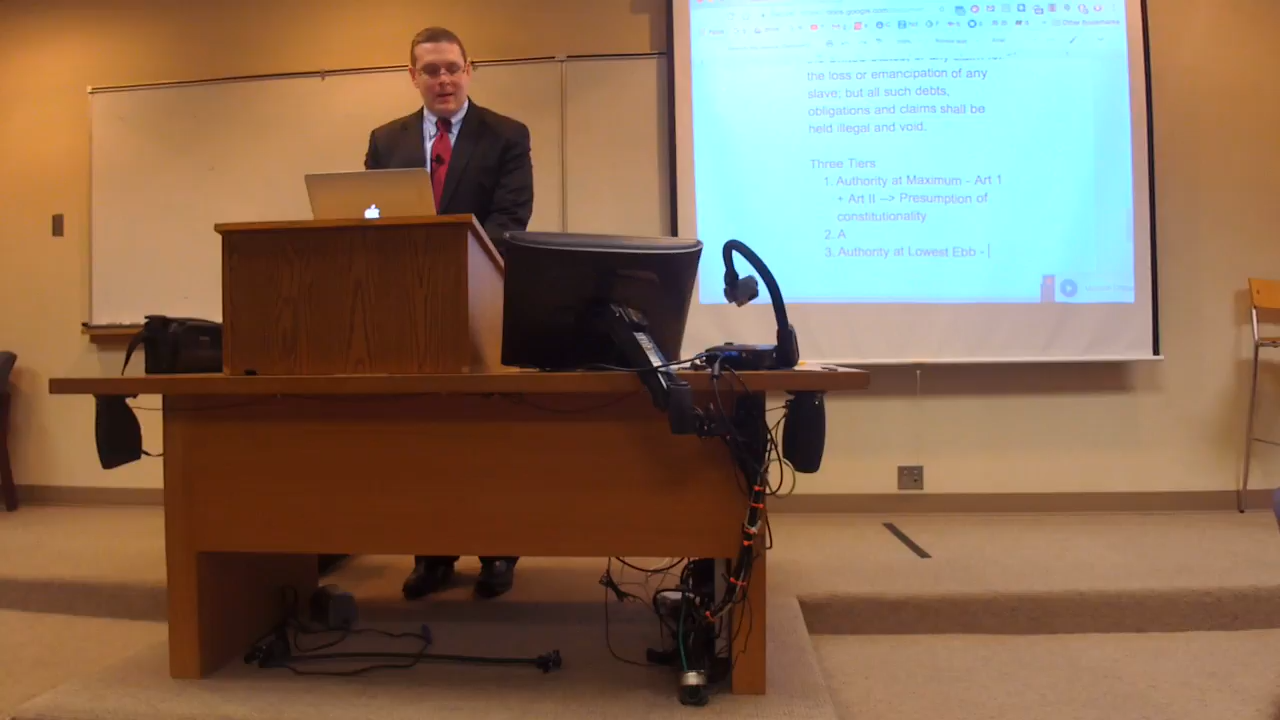 the loss or emancipation of any
slave; but all such debts,
obligations and claims shall be
held illegal and void.
Three Tiers
1. Authority at Maximum - Art 1
+ Art II --> Presumption of
constitutionality
2. A
3. Authority at Lowest Ebb -
Other Bookmarks